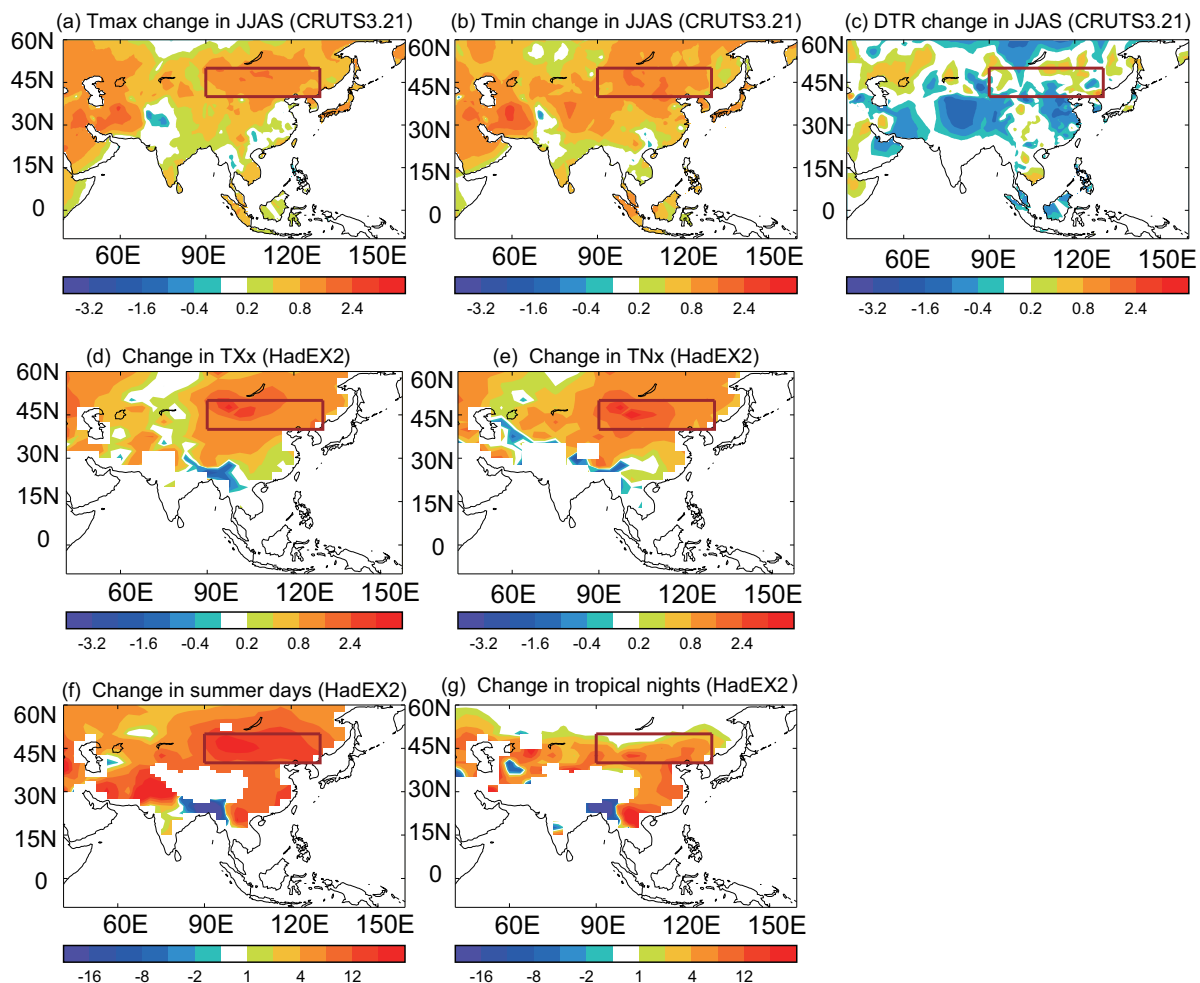 (a) Tmax change in JJAS (CRUTS3.21)
(b) Tmin change in JJAS (CRUTS3.21)
(c) DTR change in JJAS (CRUTS3.21)
60N
45N
30N
15N
0
60E 90E 120E 150E
-3.2 -1.6 -0.4 0.2 0.8 2.4
60N
45N
30N
15N
0
60E 90E 120E 150E
-3.2 -1.6 -0.4 0.2 0.8 2.4
60N
45N
30N
15N
0
60E 90E 120E 150E
-3.2 -1.6 -0.4 0.2 0.8 2.4
(d) Change in TXx (HadEX2)
(e) Change in TNx (HadEX2)
60N
45N
30N
15N
0
60E 90E 120E 150E
-3.2 -1.6 -0.4 0.2 0.8 2.4
60N
45N
30N
15N
0
60E 90E 120E 150E
-3.2 -1.6 -0.4 0.2 0.8 2.4
(f) Change in summer days (HadEX2)
(g) Change in tropical nights (HadEX2)
60N
45N
30N
15N
0
60E 90E 120E 150E
-16 -8 -2 1 4 12
60N
45N
30N
15N
0
60E 90E 120E 150E
-16 -8 -2 1 4 12